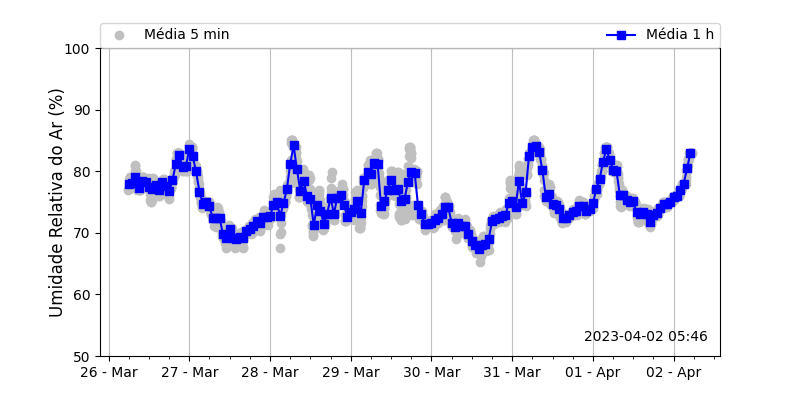 Média 5 min
Média 1 h
Umidade Relativa do Ar (%)
100
90
80
70
60
50
2023-04-02 05:46
26 - Mar
27 - Mar
28 - Mar
29 - Mar
30 - Mar
31 - Mar
01 - Apr
02 - Apr